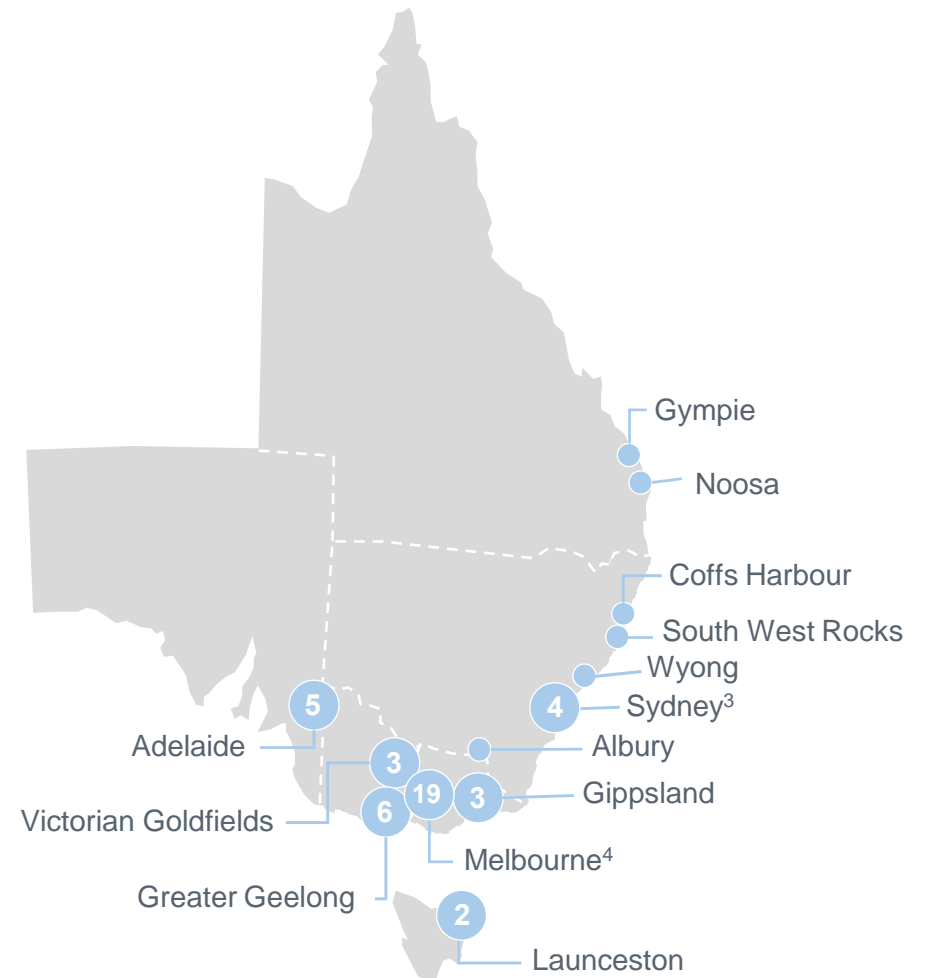 Gympie
Noosa
Coffs Harbour
South West Rocks
Wyong
4
Sydney³
5
Adelaide
Albury
3
19
3
Gippsland
6
Victorian Goldfields
Melbourne⁴
Greater Geelong
2
Launceston